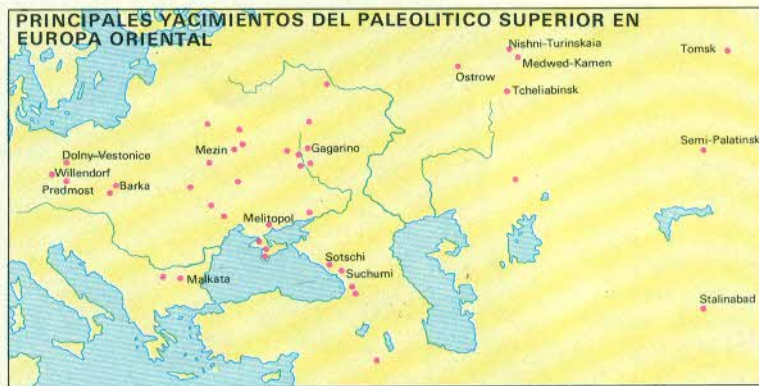 PRINCIPALES YACIMIENTOS DEL PALEOLITICO SUPERIOR EN
EUROPA ORIENTAL
Nishni-Turinskaia
Medwed-Kamen
Tomsk
Ostrow
Tcheliabinsk
Mezin
Gagarino
Semi-Palatinsk
Dolny-Vestonice
Willendorf
Predmost
Barka
Melitopol
Sotschi
Suchumi
Malkata
Stalinabad